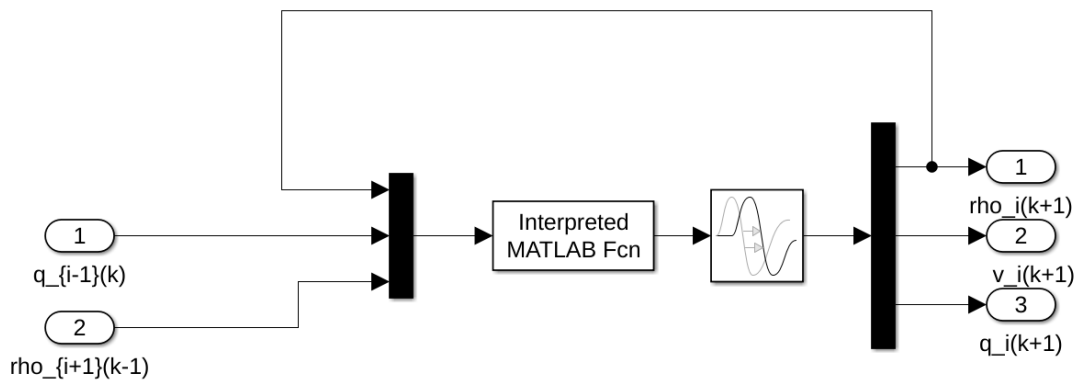 1
q_{i-1}(k)
2
rho_{i+1}(k-1)
Interpreted
MATLAB Fcn
1
rho_i(k+1)
2
v_i(k+1)
3
q_i(k+1)